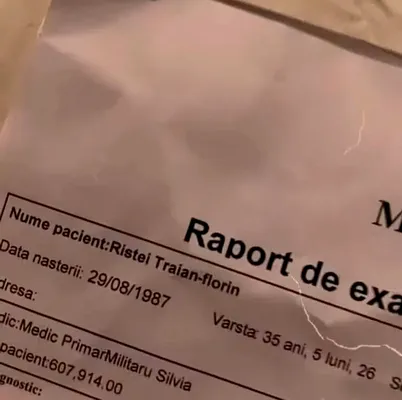 M
Raport de exa
Nume pacient:Ristei Traian-florin
Data nasterii: 29/08/1987
Varsta: 35 ani, 5 luni, 26
dresa:
dic:Medic PrimarMilitaru Silvia
pacient:607,914.00
gnostic: